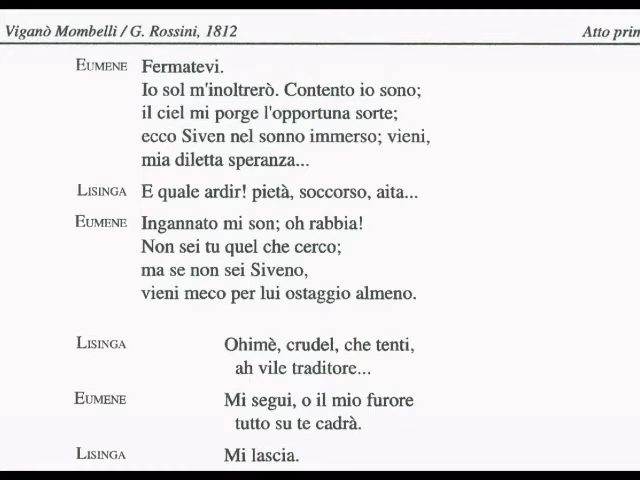 Viganò Mombelli / G. Rossini, 1812 Atto prim
EUMENE Fermatevi.
Io sol m'inoltrerò. Contento io sono;
il ciel mi porge l'opportuna sorte;
ecco Siven nel sonno immerso; vieni,
mia diletta speranza...
LISINGA E quale ardir! pietà, soccorso, aita...
EUMENE Ingannato mi son; oh rabbia!
Non sei tu quel che cerco;
ma se non sei Siveno,
vieni meco per lui ostaggio almeno.
LISINGA Ohimè, crudel, che tenti,
ah vile traditore...
EUMENE Mi segui, o il mio furore
tutto su te cadrà.
LISINGA Mi lascia.